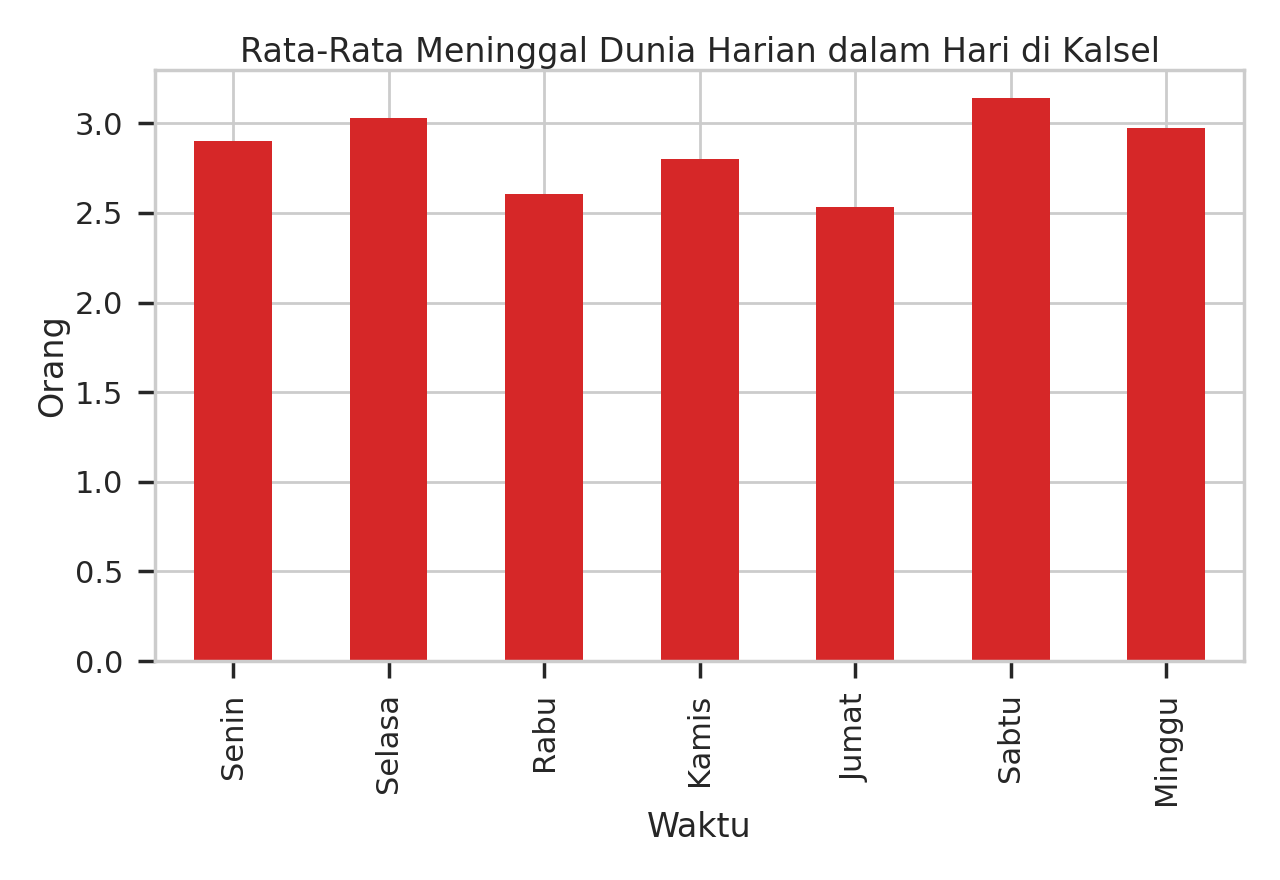 Rata-Rata Meninggal Dunia Harian dalam Hari di Kalsel
3.0
2.5
2.0
1.5
1.0
0.5
0.0
Orang
Senin
Selasa
Rabu
Kamis
Jumat
Sabtu
Minggu
Waktu